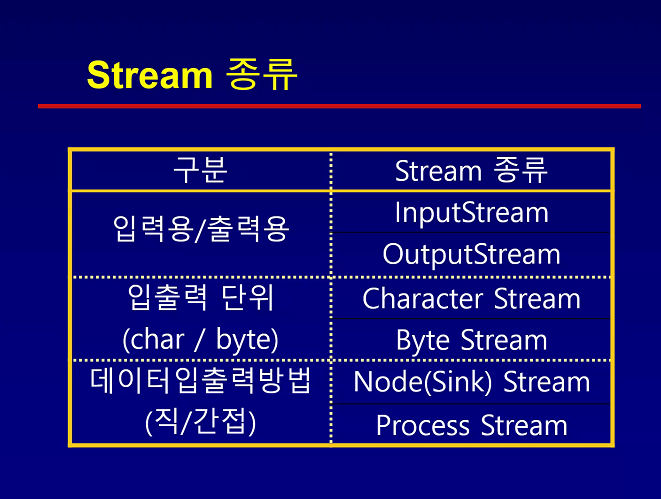 Stream 종류
구분
Stream 종류
입력용/출력용
InputStream
OutputStream
입출력 단위
(char / byte)
Character Stream
Byte Stream
데이터입출력방법
(직/간접)
Node(Sink) Stream
Process Stream